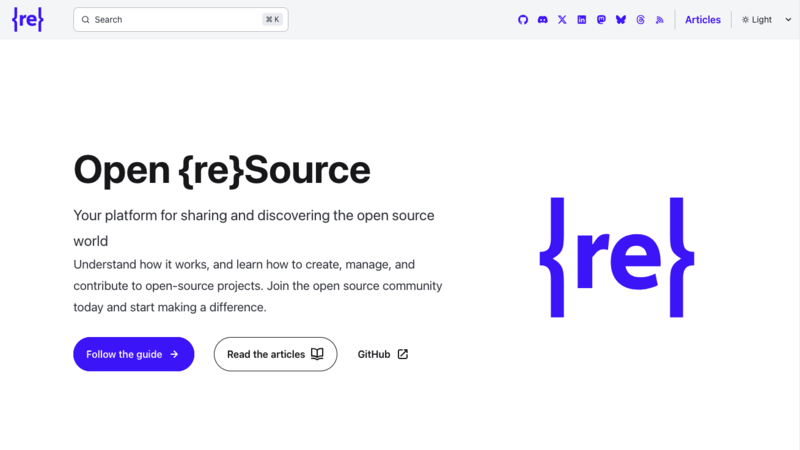 {re}
Search
⌘ K
Articles
Light
Open {re}Source
Your platform for sharing and discovering the open source
world
Understand how it works, and learn how to create, manage, and
contribute to open-source projects. Join the open source community
today and start making a difference.
{re}
Follow the guide
Read the articles
GitHub